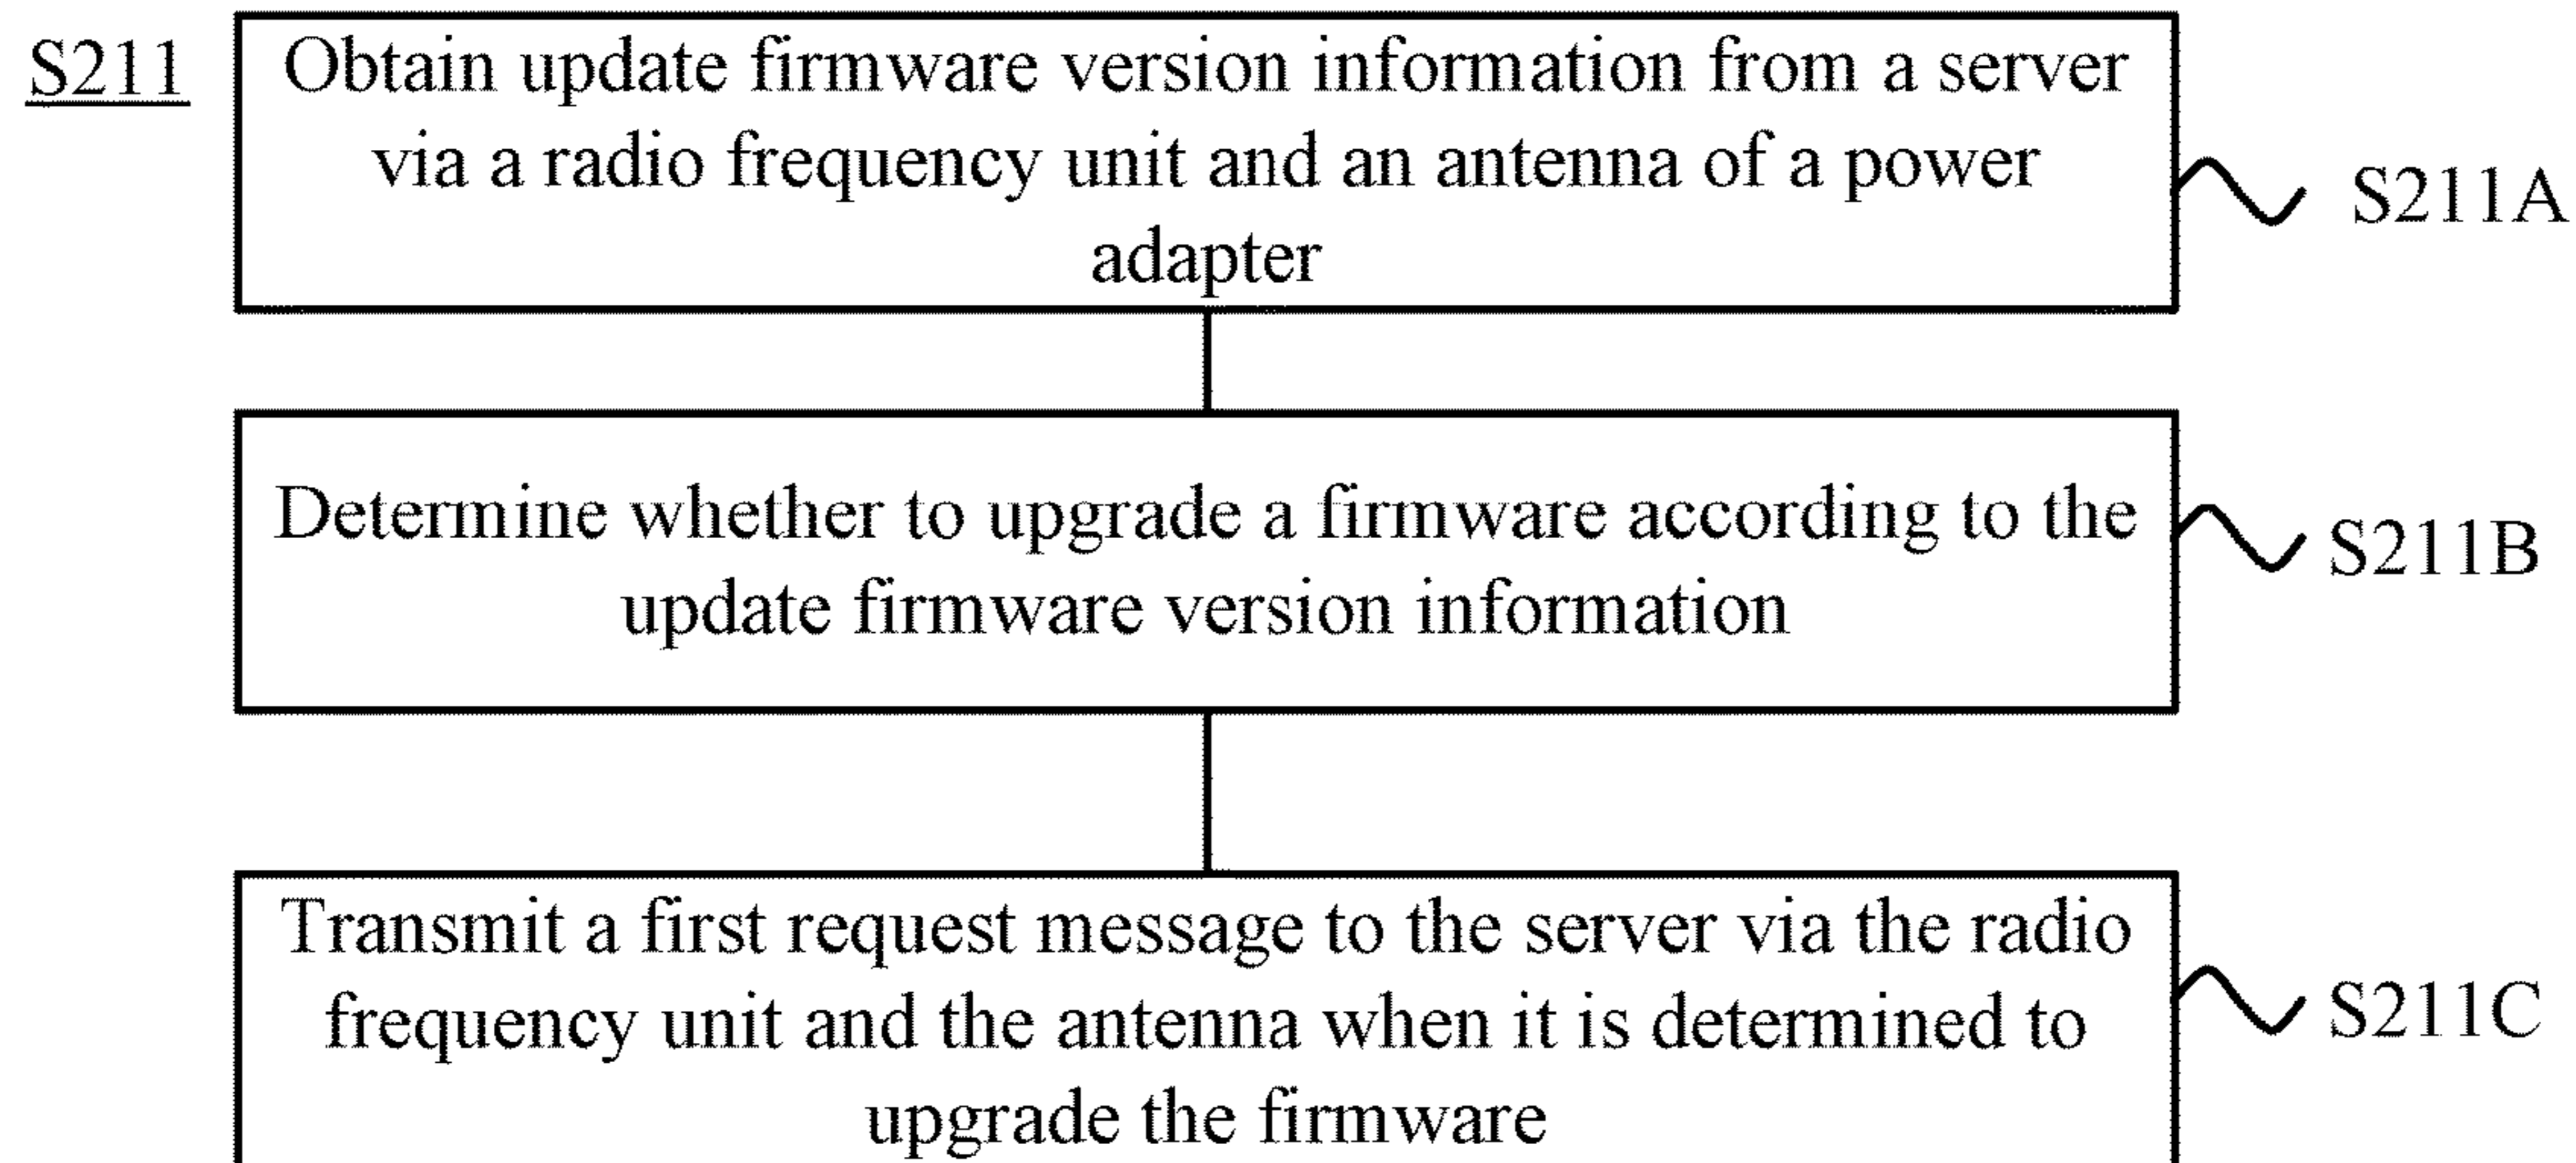 S211
Obtain update firmware version information from a server
via a radio frequency unit and an antenna of a power
adapter
S211A
Determine whether to upgrade a firmware according to the
update firmware version information
S211B
Transmit a first request message to the server via the radio
frequency unit and the antenna when it is determined to
upgrade the firmware
S211C